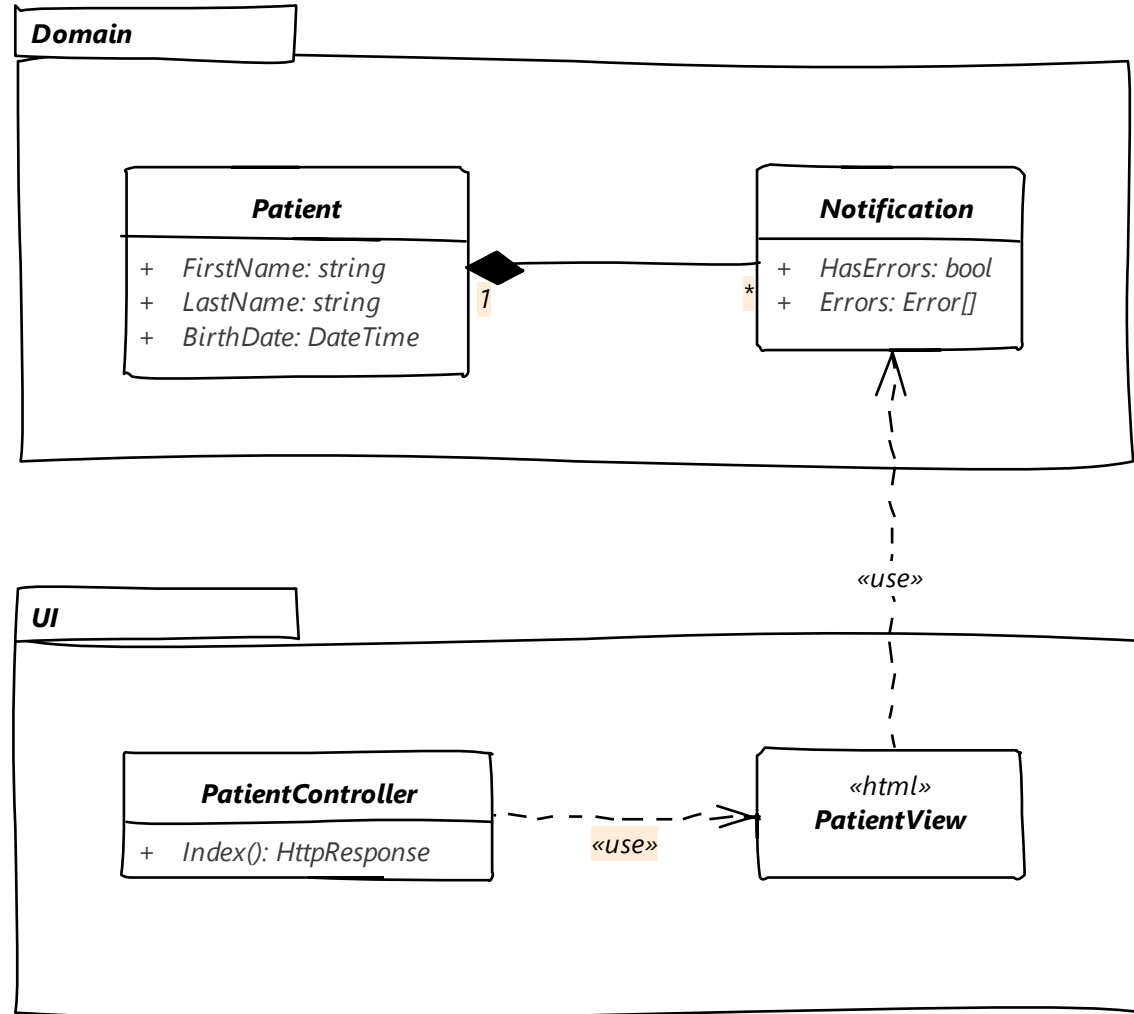 Domain
Patient
+ FirstName: string
+ LastName: string
+ BirthDate: DateTime
1
*
Notification
+ HasErrors: bool
+ Errors: Error[]
«use»
UI
PatientController
+ Index(): HttpResponse
«use»
«html»
PatientView